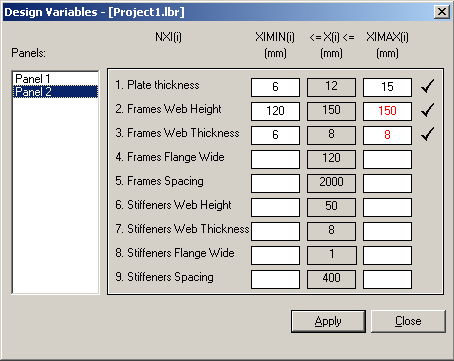 Design Variables - [Project1.lbr]
NXI(i) XIMIN(i) <= X(i) <= XIMAX(i)
Panels: (mm) (mm) (mm)
Panel 1
Panel 2
1. Plate thickness 6 12 15
2. Frames Web Height 120 150 150
3. Frames Web Thickness 6 8 8
4. Frames Flange Wide 120
5. Frames Spacing 2000
6. Stiffeners Web Height 50
7. Stiffeners Web Thickness 8
8. Stiffeners Flange Wide 1
9. Stiffeners Spacing 400
Apply Close